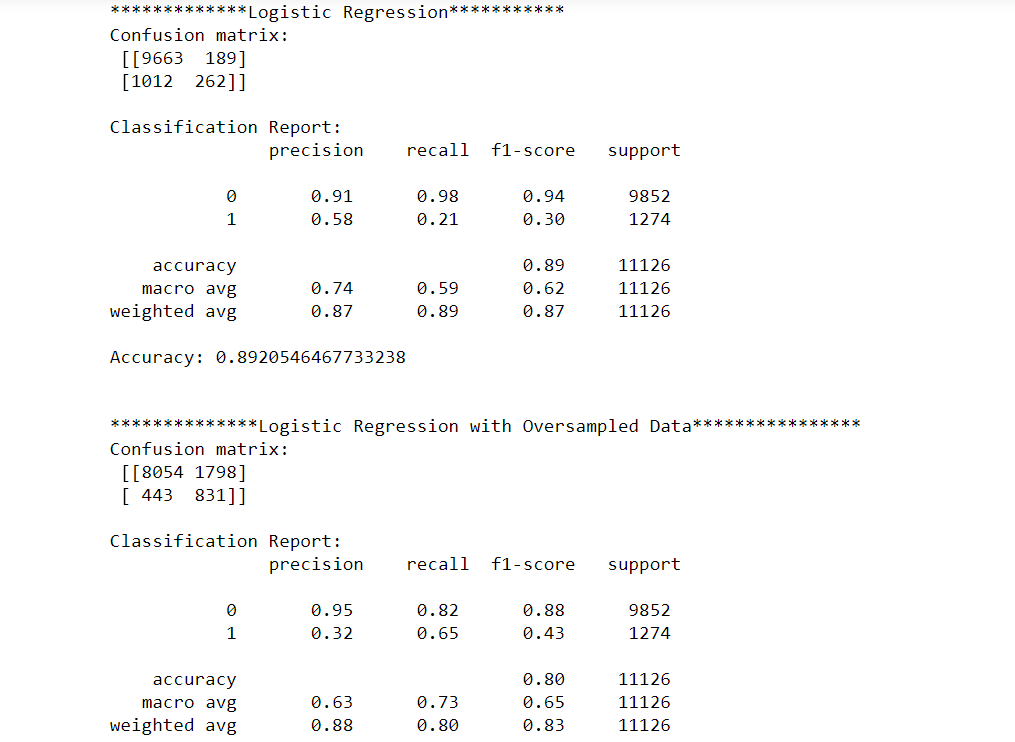 *************Logistic Regression***********
Confusion matrix:
[[9663 189]
[1012 262]]
Classification Report:
precision recall f1-score support
0 0.91 0.98 0.94 9852
1 0.58 0.21 0.30 1274
accuracy 0.89 11126
macro avg 0.74 0.59 0.62 11126
weighted avg 0.87 0.89 0.87 11126
Accuracy: 0.8920546467733238
**************Logistic Regression with Oversampled Data****************
Confusion matrix:
[[8054 1798]
[ 443 831]]
Classification Report:
precision recall f1-score support
0 0.95 0.82 0.88 9852
1 0.32 0.65 0.43 1274
accuracy 0.80 11126
macro avg 0.63 0.73 0.65 11126
weighted avg 0.88 0.80 0.83 11126